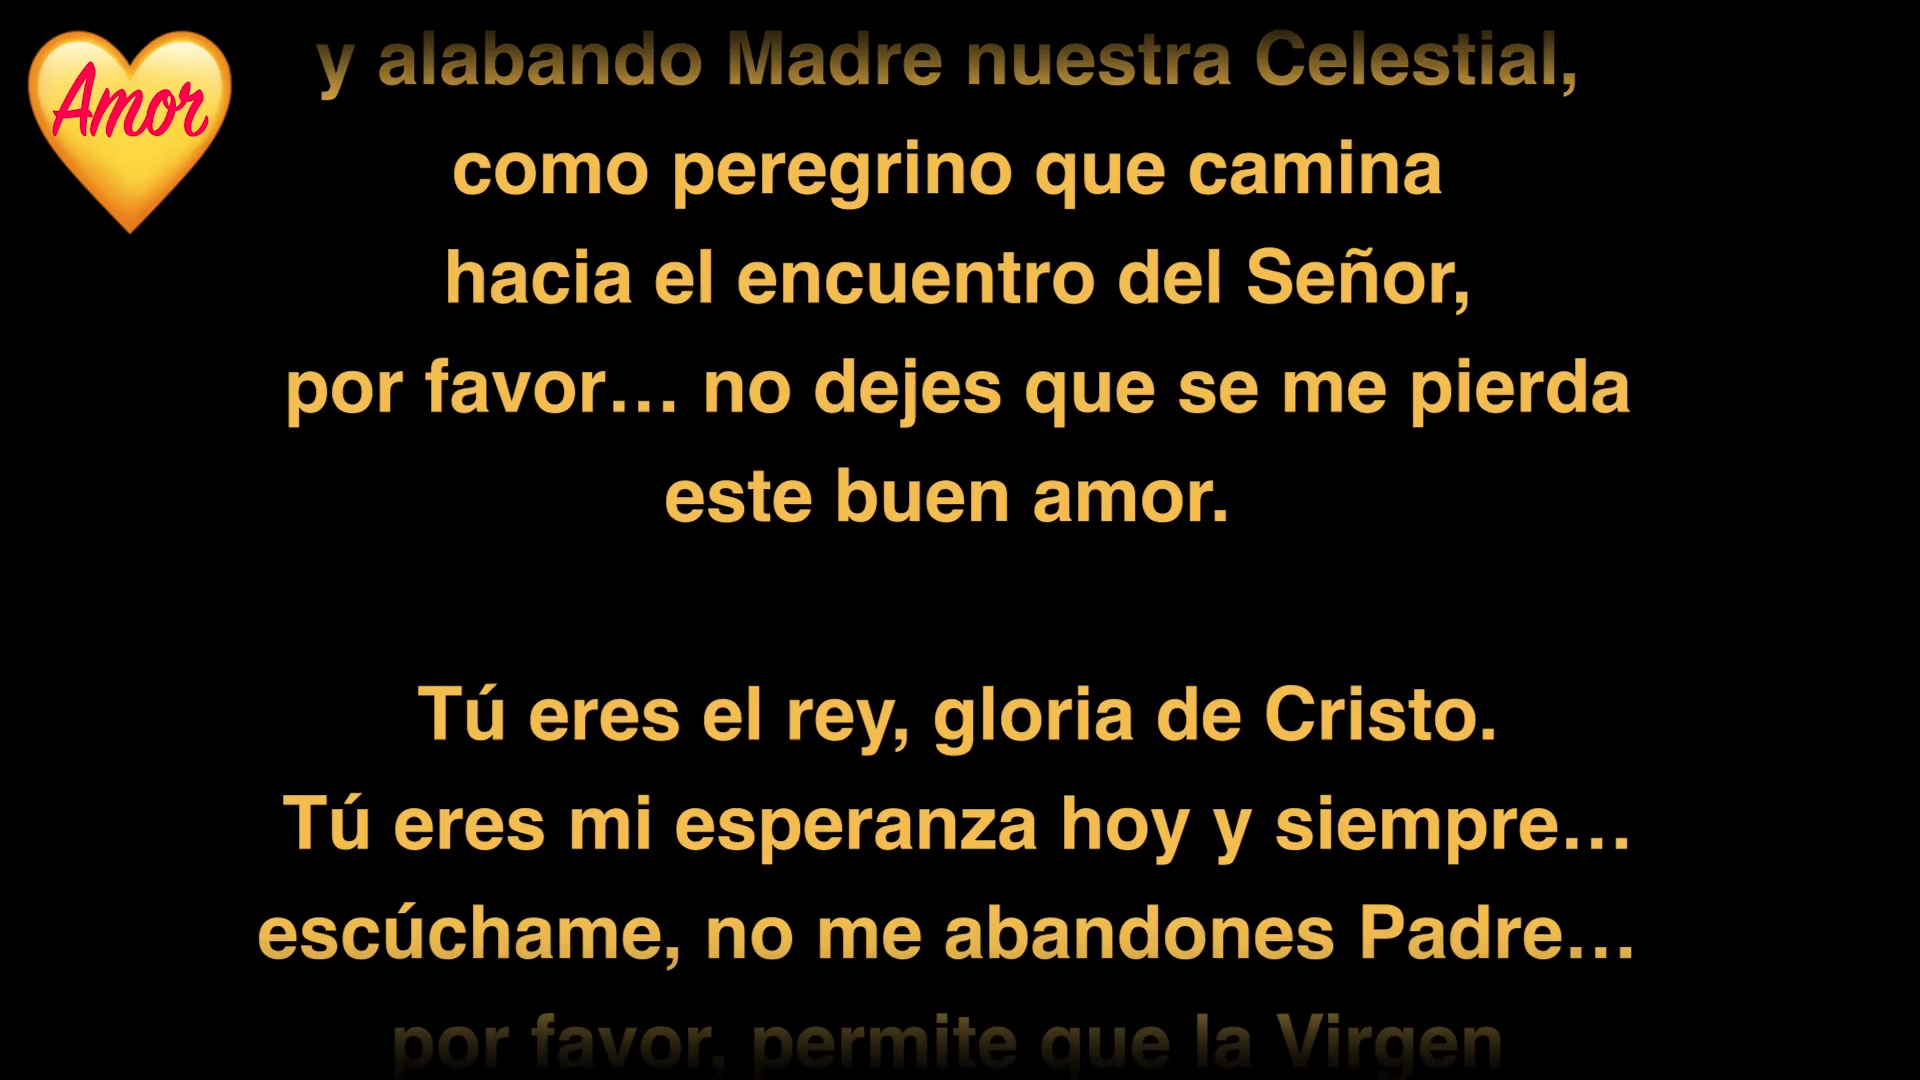 Amor
y alabando Madre nuestra Celestial,
como peregrino que camina
hacia el encuentro del Señor,
por favor… no dejes que se me pierda
este buen amor.
Tú eres el rey, gloria de Cristo.
Tú eres mi esperanza hoy y siempre…
escúchame, no me abandones Padre…
por favor, permite que la Virgen